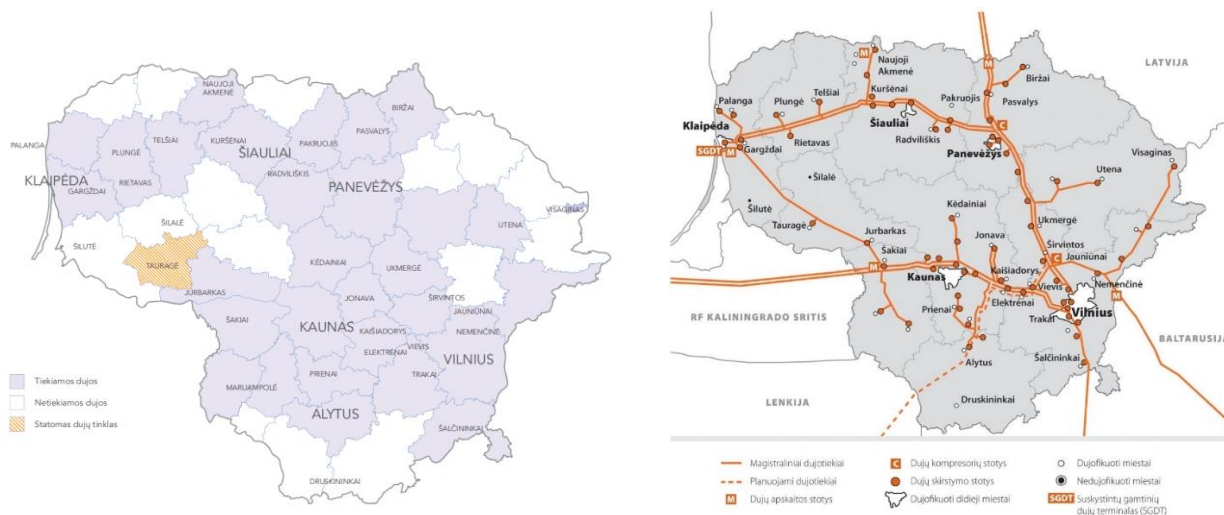 NAUJOJI
AKMENĖ
BIRŽAI
PASVALYS
PALANGA
PLUNGĖ
TELŠIAI
KURŠĖNAI
ŠIAULIAI
PAKRUOJIS
RADVILIŠKIS
KLAIPĖDA
GARGŽDAI
RIETAVAS
PANEVĖŽYS
VISAGINAS
UTENA
ŠILALĖ
ŠILUTĖ
TAURAGĖ
KĖDAINIAI
UKMERGĖ
JURBARKAS
JONAVA
ŠIRVINTOS
JAUNIŪNAI
NEMENČINĖ
ŠAKIAI
KAUNAS
KAIŠIADORYS
VIEVIS
ELEKTRĖNAI
VILNIUS
PRIENAI
TRAKAI
MARIJAMPOLĖ
ALYTUS
ŠALČININKAI
DRUSKININKAI
Tiekiamos dujos
Netiekiamos dujos
Statomas dujų tinklas
LATVIJA
M
M
Naujoji
Akmenė
Biržai
Kuršėnai
Telšiai
Palanga
Plungė
Pakruojis
Pasvalys
Klaipėda
Šiauliai
C
Radviliškis
Panevėžys
SGDT
M
Gargždai
Rietavas
Visaginas
Utena
Šilalė
Šilutė
Kėdainiai
Tauragė
Ukmergė
Jurbarkas
Jonava
Šakiai
Širvintos
Jauniūnai
M
Kaunas
Kaišiadorys
C
Vievis
Nemenčinė
M
Elektrėnai
Prienai
Trakai
Vilnius
RF KALININGRADO SRITIS
BALTARUSIJA
Alytus
Šalčininkai
LENKIJA
Druskininkai
Magistraliniai dujotiekiai
Planuojami dujotiekiai
M Dujų apskaitos stotys
C Dujų kompresorių stotys
Dujų skirstymo stotys
Dujofikuoti didieji miestai
Dujofikuoti miestai
Nedujofikuoti miestai
SGDT Suskystintų gamtinių
dujų terminalas (SGDT)